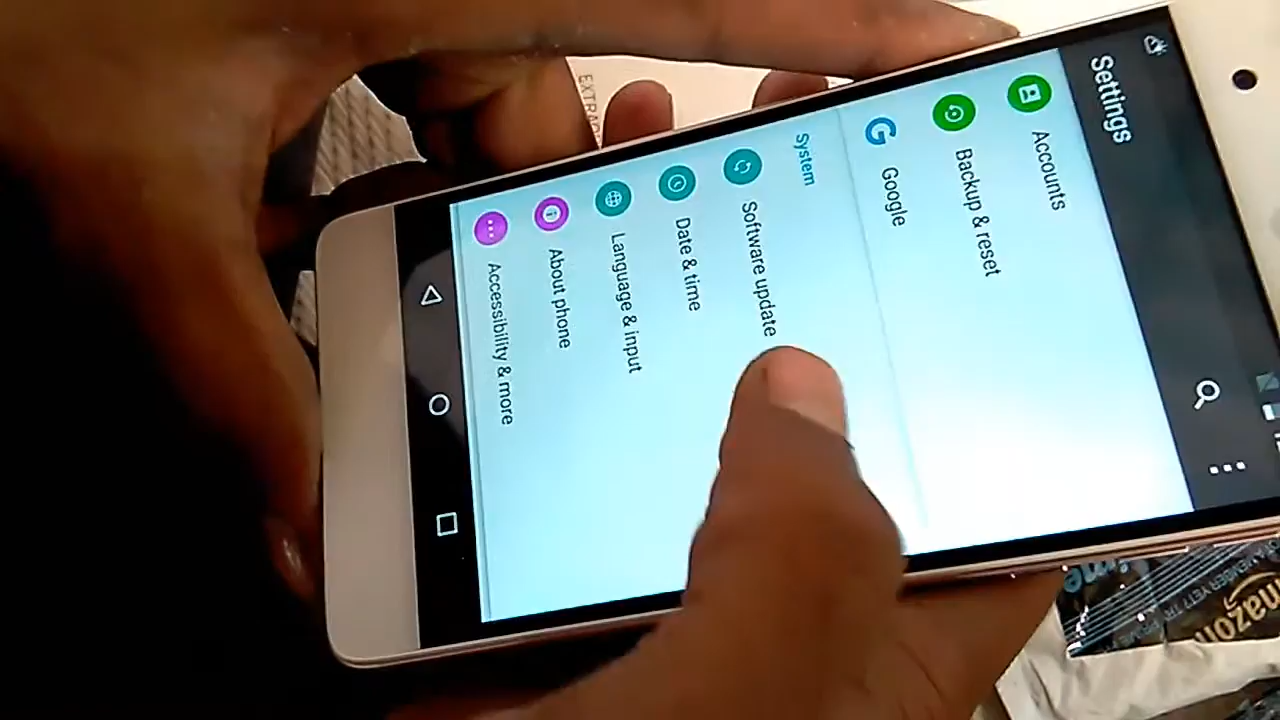 Settings
Accounts
Backup & reset
Google
System
Software update
Date & time
Language & input
About phone
Accessibility & more